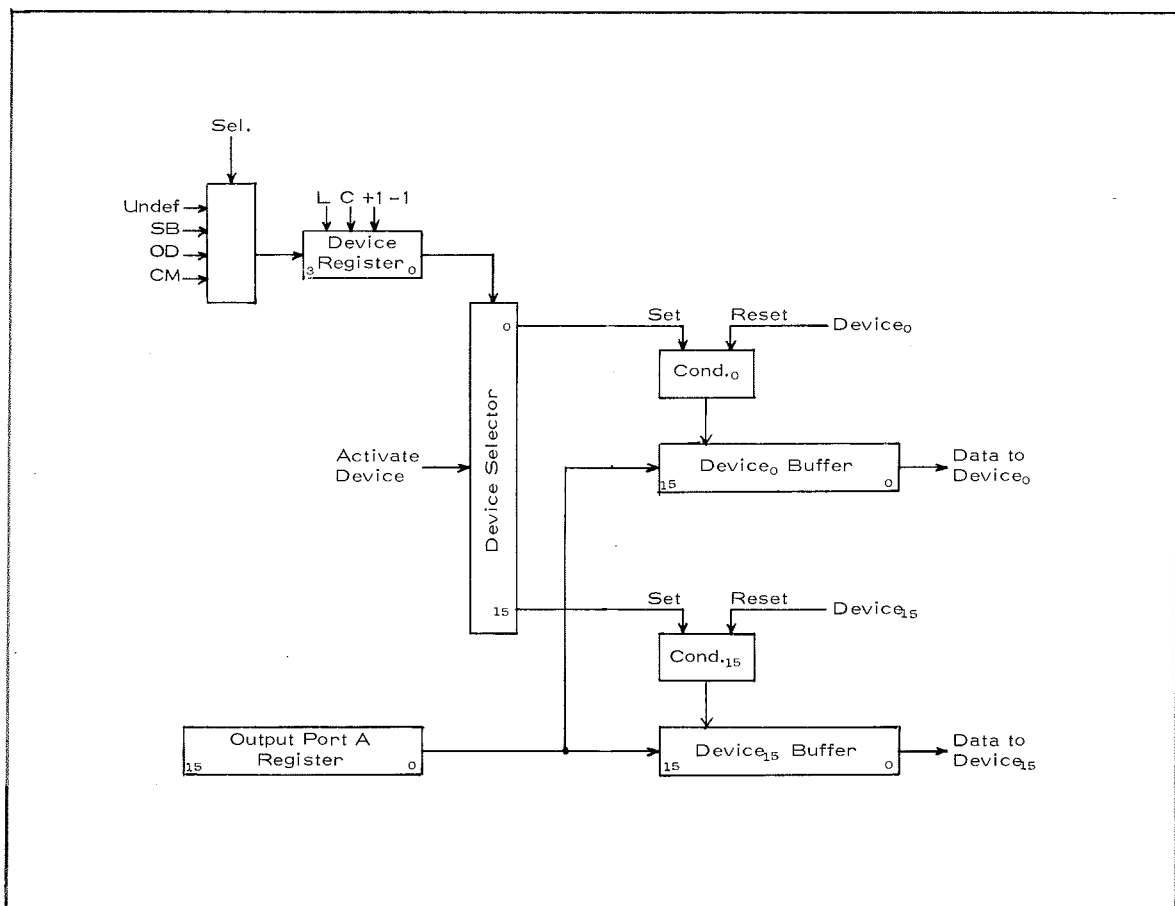 Sel.
Undef
SB
OD
CM
L C +1 -1
Device
Register
3 0
Device Selector
0
15
Activate
Device
Set
Reset
Device₀
Cond.₀
Device₀ Buffer
15 0
Data to
Device₀
Set
Reset
Device₁₅
Cond.₁₅
Output Port A
Register
15 0
Device₁₅ Buffer
15 0
Data to
Device₁₅